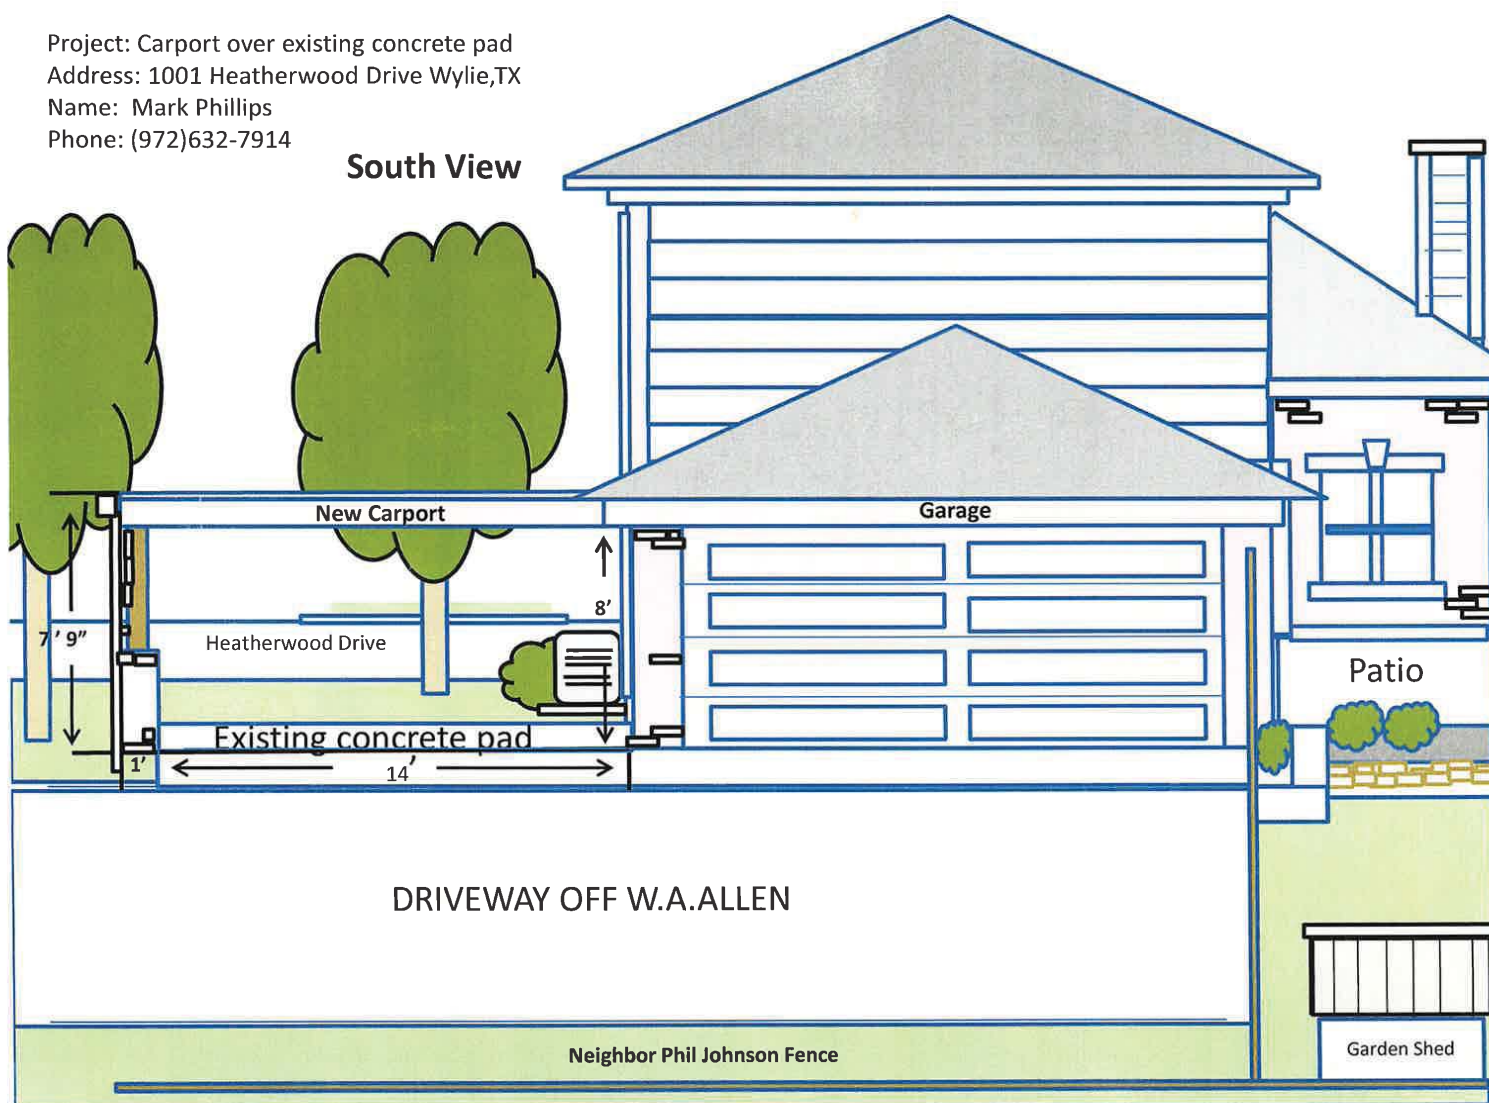 Project: Carport over existing concrete pad
Address: 1001 Heatherwood Drive Wylie,TX
Name: Mark Phillips
Phone: (972)632-7914
South View
New Carport
Garage
8'
7' 9"
Heatherwood Drive
Patio
Existing concrete pad
1'
14'
DRIVEWAY OFF W.A.ALLEN
Neighbor Phil Johnson Fence
Garden Shed